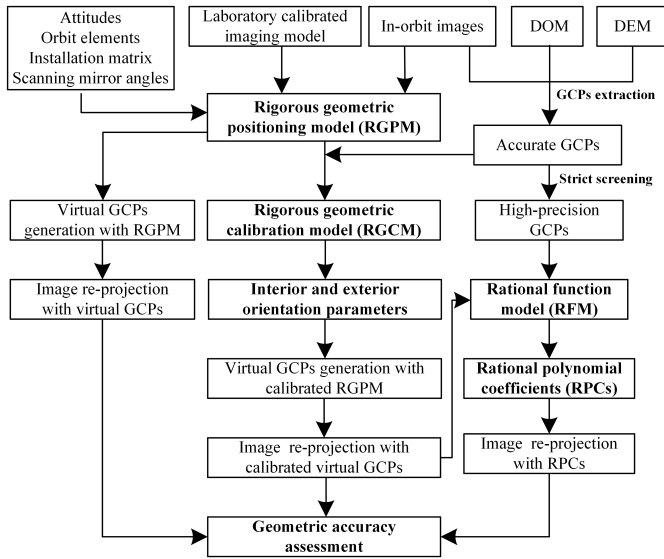 Attitudes
Orbit elements
Installation matrix
Scanning mirror angles
Laboratory calibrated
imaging model
In-orbit images
DOM
DEM
GCPs extraction
Rigorous geometric
positioning model (RGPM)
Accurate GCPs
Strict screening
Virtual GCPs
generation with RGPM
Rigorous geometric
calibration model (RGCM)
High-precision
GCPs
Image re-projection
with virtual GCPs
Interior and exterior
orientation parameters
Rational function
model (RFM)
Virtual GCPs generation with
calibrated RGPM
Rational polynomial
coefficients (RPCs)
Image re-projection with
calibrated virtual GCPs
Image re-projection
with RPCs
Geometric accuracy
assessment